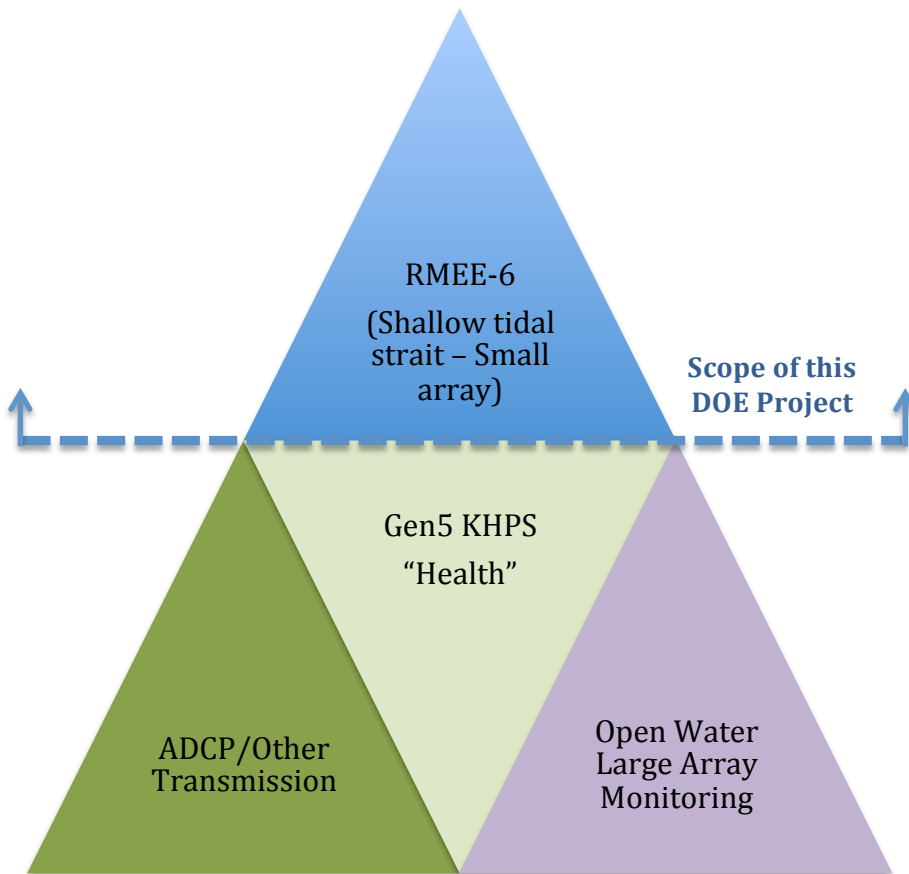 RMEE-6
(Shallow tidal
strait – Small
array)
Scope of this
DOE Project
Gen5 KHPS
“Health”
ADCP/Other
Transmission
Open Water
Large Array
Monitoring